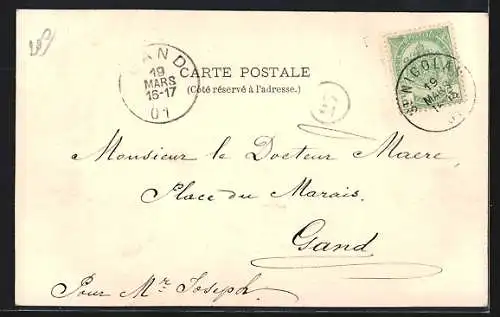 GAND
19
MARS
16-17
01
CARTE POSTALE
(Côté réservé à l'adresse.)
ST NICOLA
19
MARS
Monsieur le Docteur Maere
Place du Marais.
Gand
Pour Mr. Joseph.